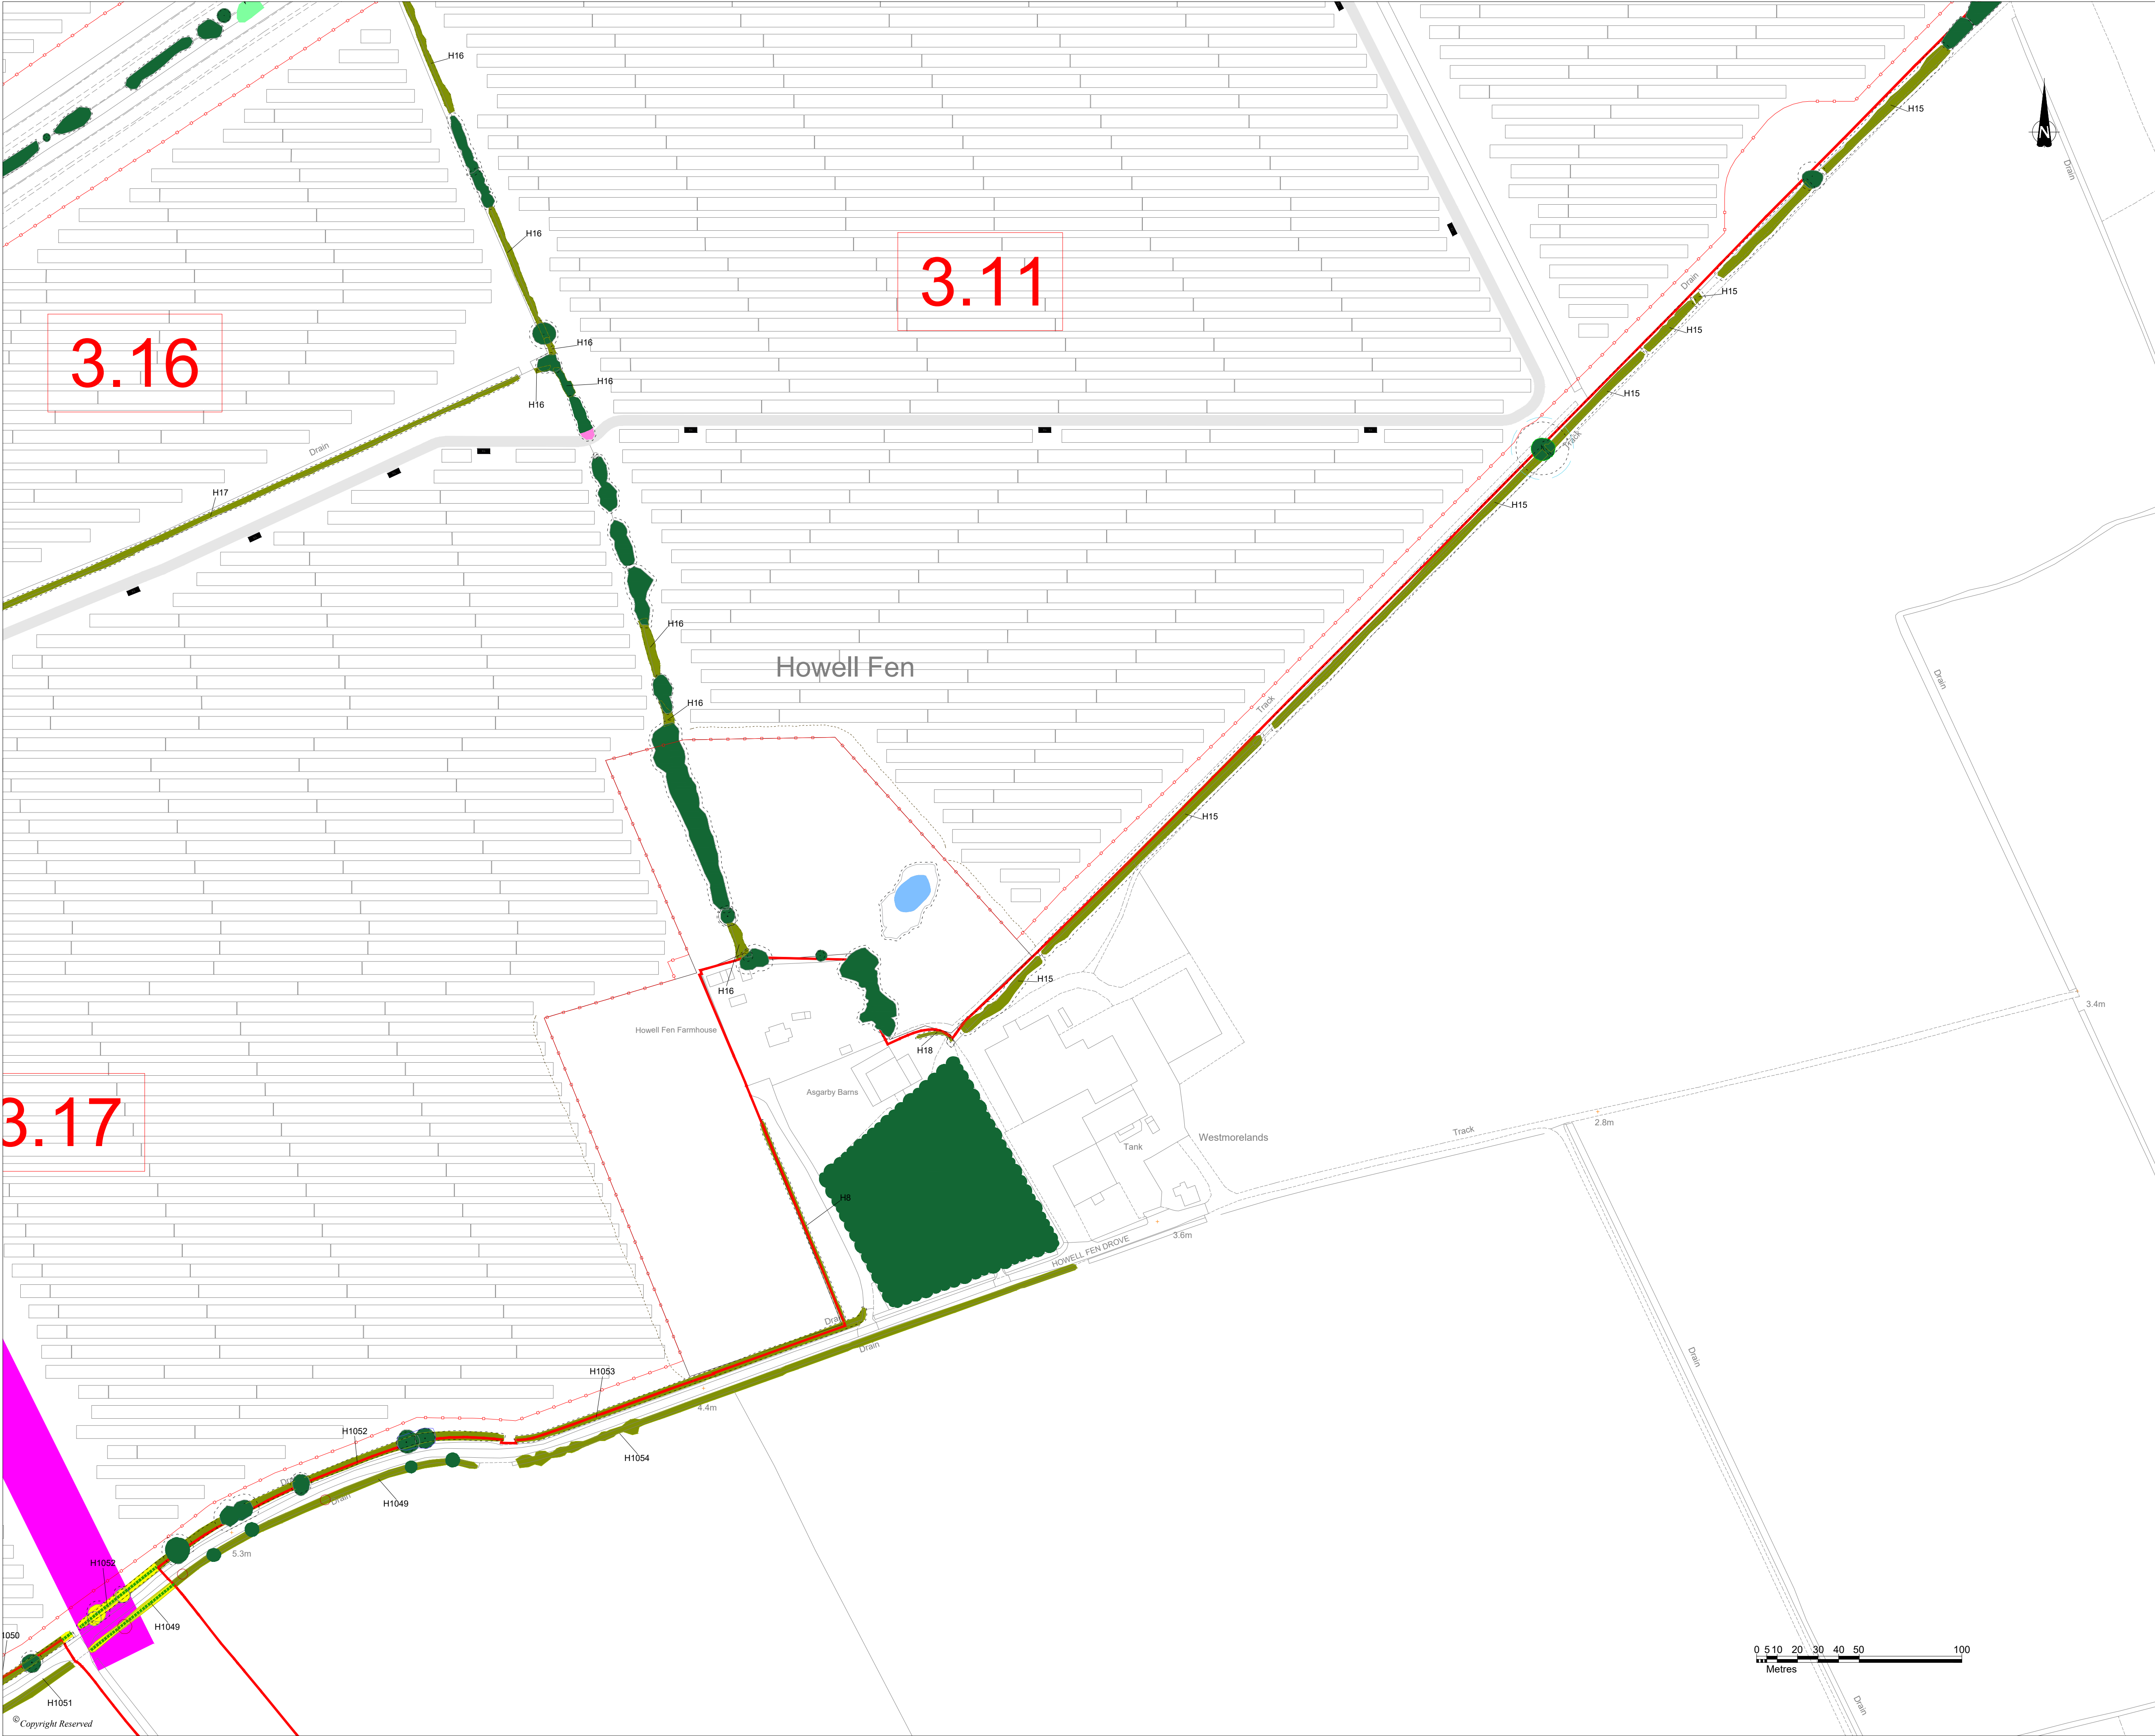 H16
H15
N
Drain
H16
3.11
Drain
H15
H15
3.16
H16
H16
H16
H15
Drain
Track
H17
H15
H16
Howell Fen
Drain
H16
Track
H15
H16
H15
3.4m
Howell Fen Farmhouse
H18
Asgarby Barns
3.17
2.8m
Track
Westmorelands
Tank
H8
3.6m
HOWELL FEN DROVE
Drain
Drain
Drain
H1053
4.4m
H1052
H1054
Drain
H1049
5.3m
H1052
H1049
1050
0 5 10 20 30 40 50 100
Metres
H1051
Drain
© Copyright Reserved